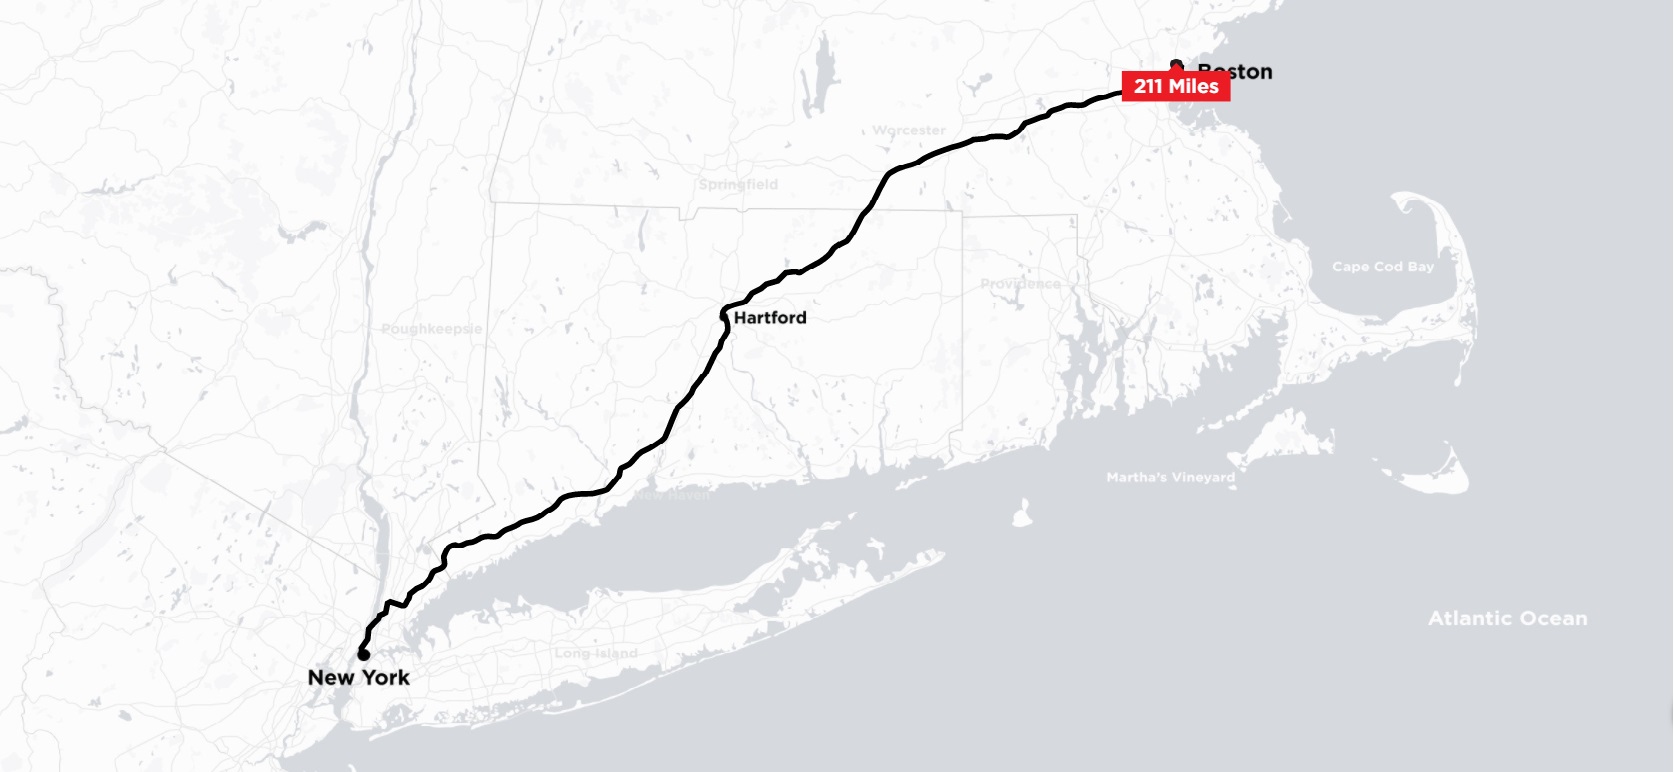 Boston
211 Miles
Worcester
Springfield
Cape Cod Bay
Providence
Hartford
Poughkeepsie
Martha's Vineyard
New Haven
Atlantic Ocean
Long Island
New York